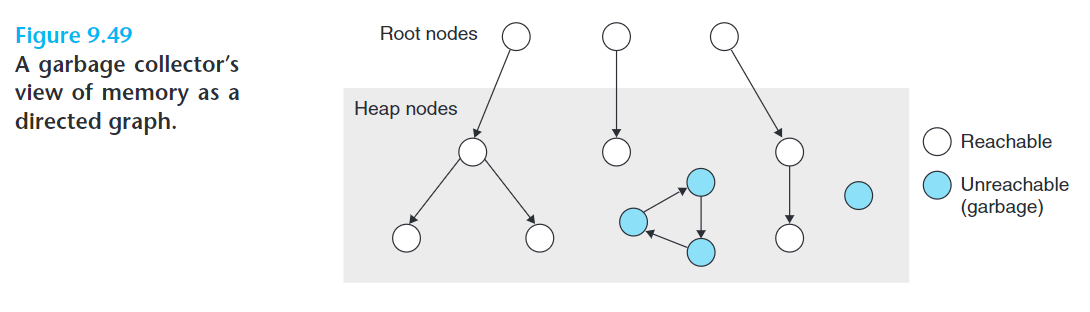 Figure 9.49
A garbage collector's
view of memory as a
directed graph.
Root nodes
Heap nodes
Reachable
Unreachable
(garbage)